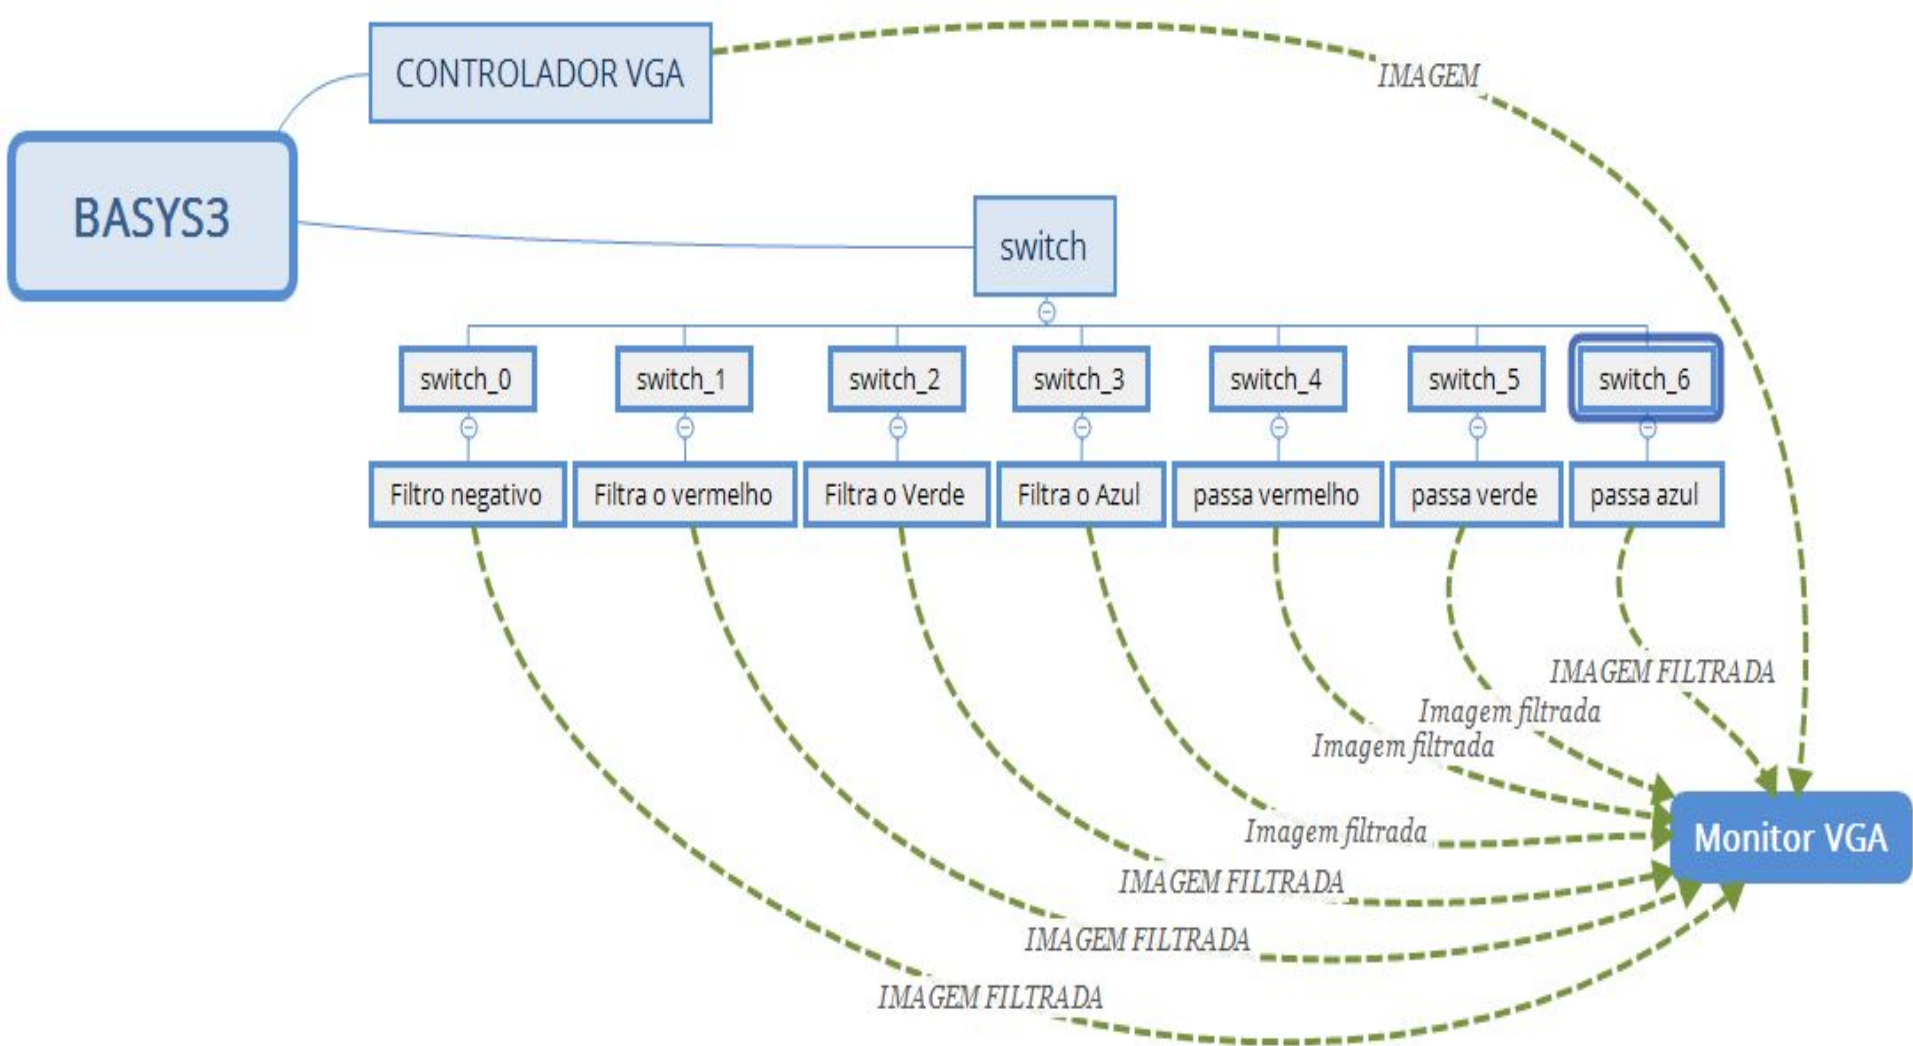 CONTROLADOR VGA
IMAGEM
BASYS3
switch
switch_0
switch_1
switch_2
switch_3
switch_4
switch_5
switch_6
Filtro negativo
Filtra o vermelho
Filtra o Verde
Filtra o Azul
passa vermelho
passa verde
passa azul
IMAGEM FILTRADA
Imagem filtrada
Imagem filtrada
Imagem filtrada
Monitor VGA
IMAGEM FILTRADA
IMAGEM FILTRADA
IMAGEM FILTRADA